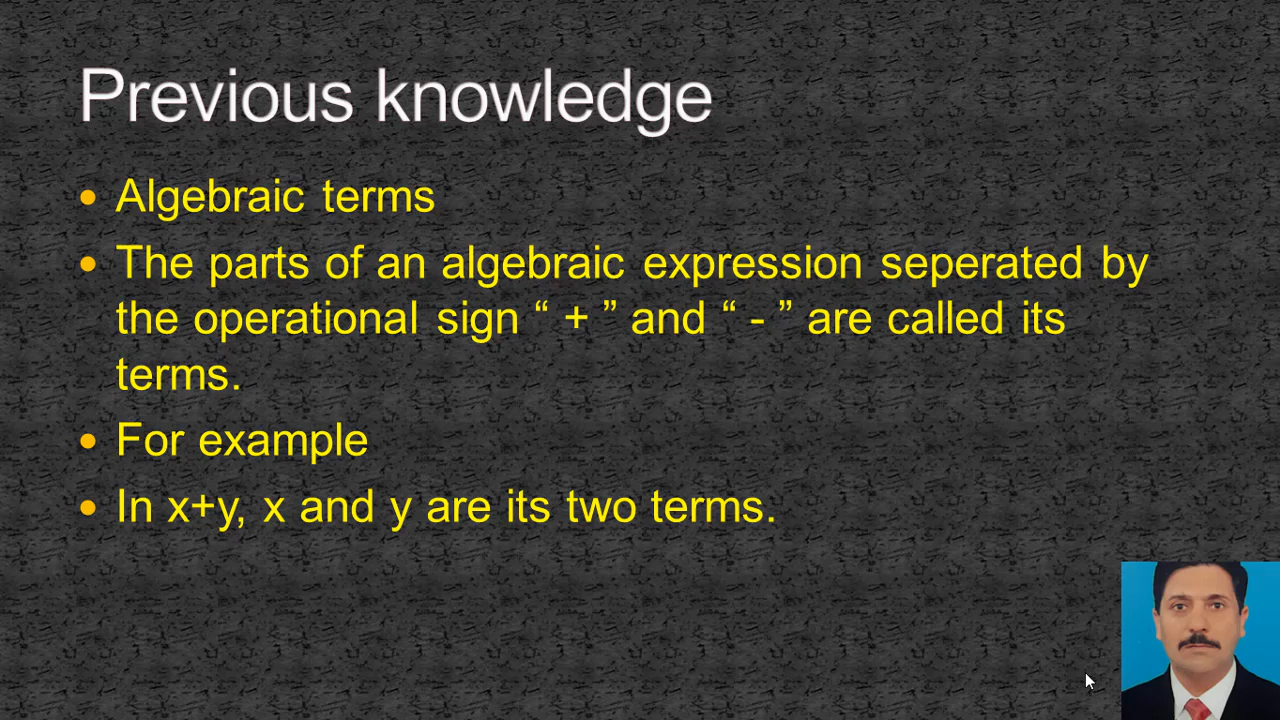 Previous knowledge
• Algebraic terms
• The parts of an algebraic expression seperated by
the operational sign “ + ” and “ - ” are called its
terms.
• For example
• In x+y, x and y are its two terms.